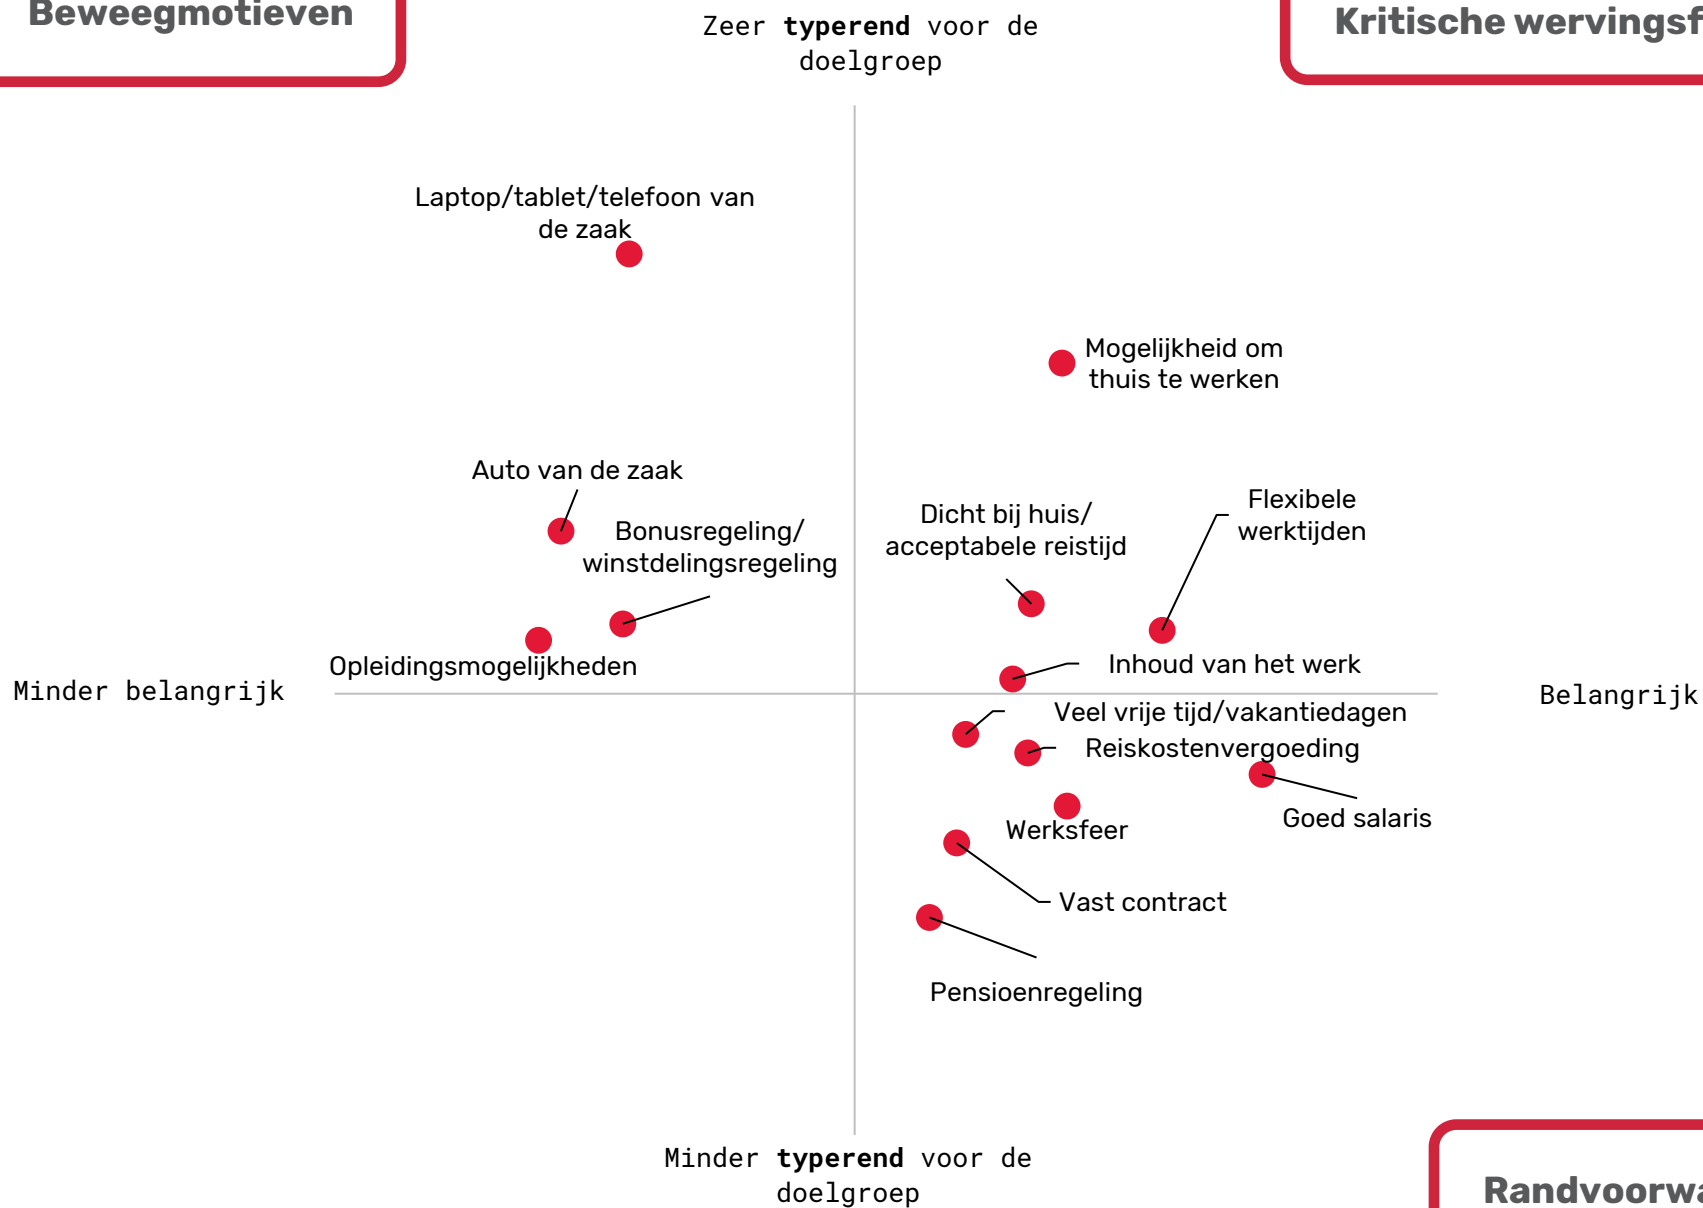 Beweegmotieven
Zeer typerend voor de
doelgroep
Kritische wervingsf
Laptop/tablet/telefoon van
de zaak
Mogelijkheid om
thuis te werken
Auto van de zaak
Bonusregeling/
winstdelingsregeling
Dicht bij huis/
acceptabele reistijd
Flexibele
werktijden
Opleidingsmogelijkheden
Inhoud van het werk
Minder belangrijk
Belangrijk
Veel vrije tijd/vakantiedagen
Reiskostenvergoeding
Goed salaris
Werksfeer
Vast contract
Pensioenregeling
Minder typerend voor de
doelgroep
Randvoorwa